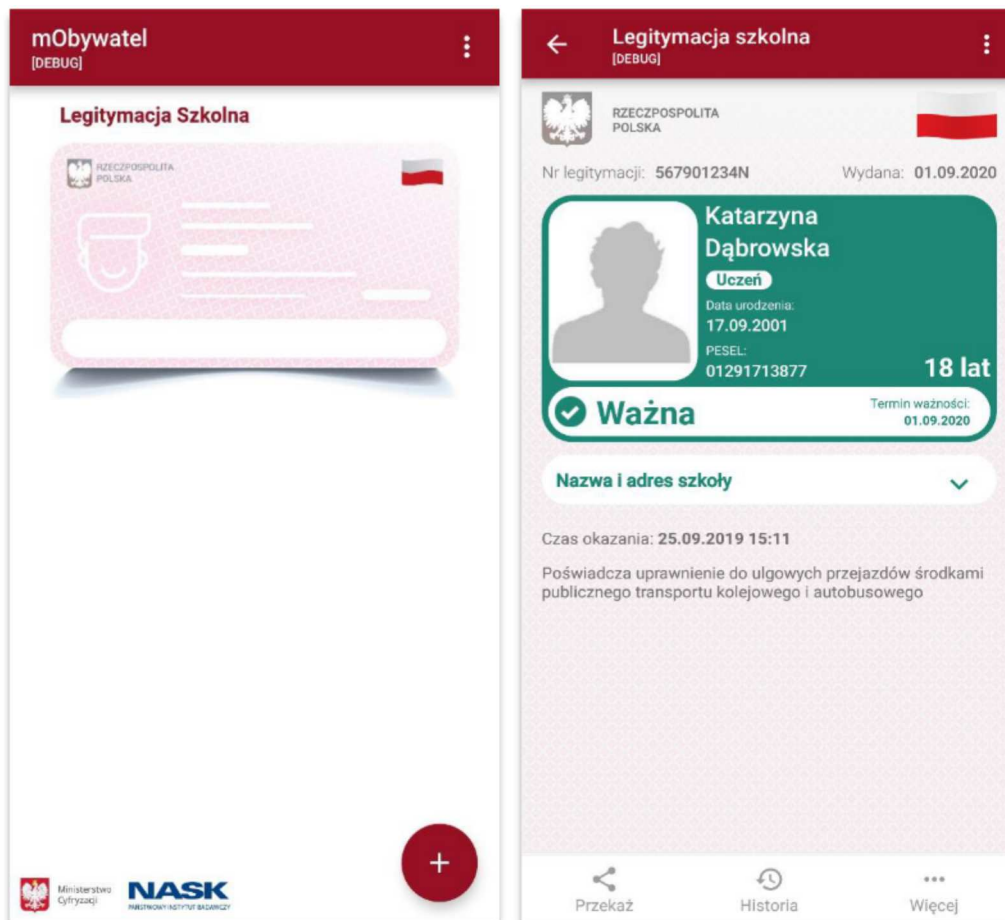 mObywatel
[DEBUG]
Legitymacja Szkolna
RZECZPOSPOLITA
POLSKA
Ministerstwo
Cyfryzacji
NASK
PAŃSTWOWY INSTYTUT BADAWCZY
Legitymacja szkolna
[DEBUG]
RZECZPOSPOLITA
POLSKA
Nr legitymacji: 567901234N Wydana: 01.09.2020
Katarzyna
Dąbrowska
Uczeń
Data urodzenia:
17.09.2001
PESEL:
01291713877
18 lat
Ważna
Termin ważności:
01.09.2020
Nazwa i adres szkoły
Czas okazania: 25.09.2019 15:11
Poświadcza uprawnienie do ulgowych przejazdów środkami
publicznego transportu kolejowego i autobusowego
Przekaż Historia Więcej